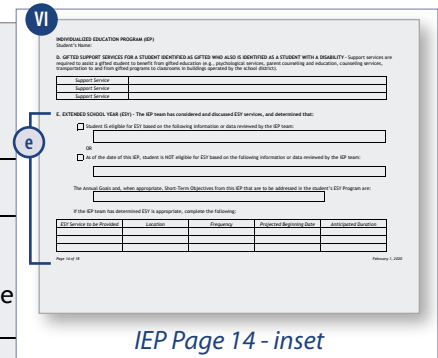 VI
INDIVIDUALIZED EDUCATION PROGRAM (IEP)
Student's Name:
D. GIFTED SUPPORT SERVICES FOR A STUDENT IDENTIFIED AS GIFTED WHO ALSO IS IDENTIFIED AS A STUDENT WITH A DISABILITY - Support services are
required to assist a gifted student to benefit from gifted education (e.g., psychological services, parent counseling and education, counseling services,
transportation to and from gifted programs to classrooms in buildings operated by the school district).
Support Service
Support Service
Support Service
E. EXTENDED SCHOOL YEAR (ESY) - The IEP team has considered and discussed ESY services, and determined that:
e
Student IS eligible for ESY based on the following information or data reviewed by the IEP team:
OR
As of the date of this IEP, student is NOT eligible for ESY based on the following information or data reviewed by the IEP team:
The Annual Goals and, when appropriate, Short-Term Objectives from this IEP that are to be addressed in the student's ESY Program are:
If the IEP team has determined ESY is appropriate, complete the following:
ESY Service to be Provided Location Frequency Projected Beginning Date Anticipated Duration
Page 14 of 18 February 1, 2020
e
IEP Page 14 - inset